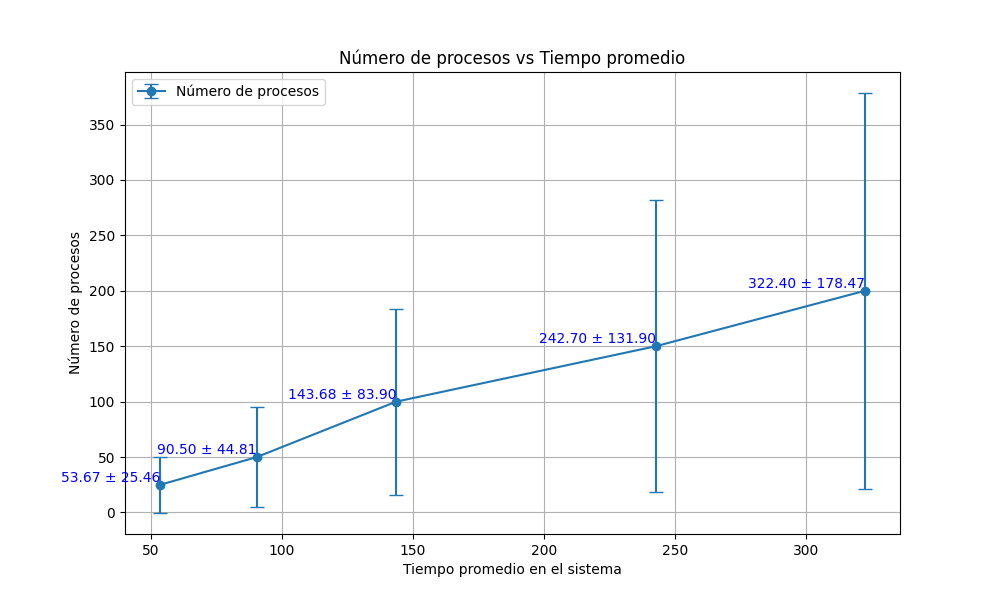 Número de procesos vs Tiempo promedio
Número de procesos
350
300
250
200
150
100
50
0
Número de procesos
322.40 ± 178.47
242.70 ± 131.90
143.68 ± 83.90
90.50 ± 44.81
53.67 ± 25.46
50 100 150 200 250 300
Tiempo promedio en el sistema